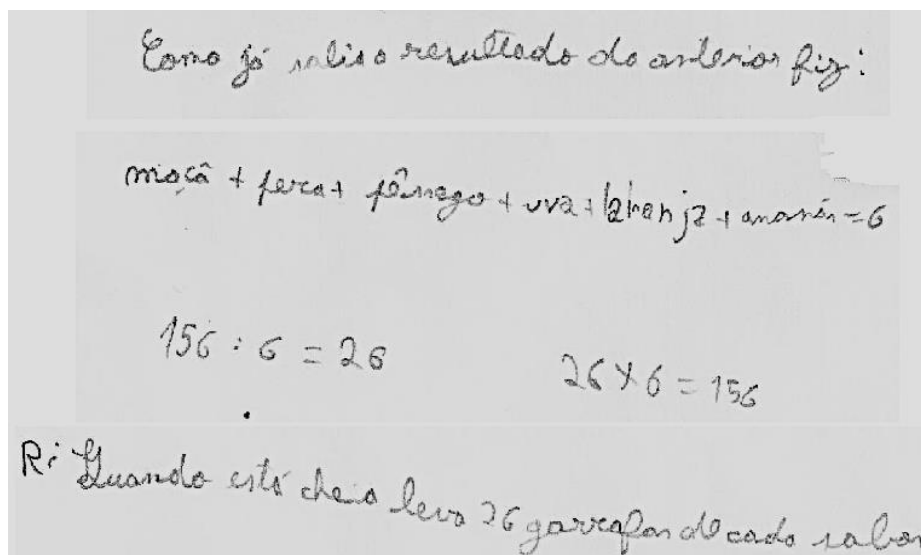 Como já sabia o resultado do anterior fiz:
maçã + pera + pêssego + uva + laranja + ananás = 6
156 : 6 = 26 26 x 6 = 156
R: Quando está cheio leva 26 garrafas de cada sabor